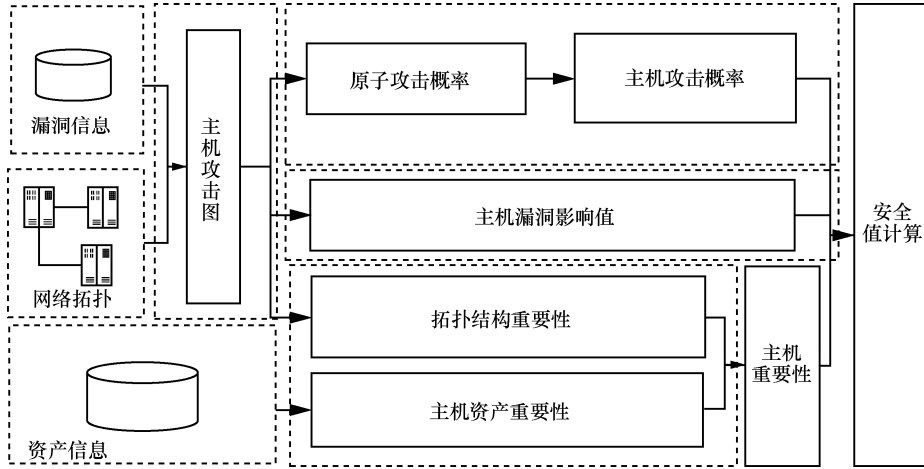 漏洞信息
网络拓扑
资产信息
主
机
攻
击
图
原子攻击概率
主机攻击概率
主机漏洞影响值
拓扑结构重要性
主机资产重要性
主机
重要性
安全
值计算